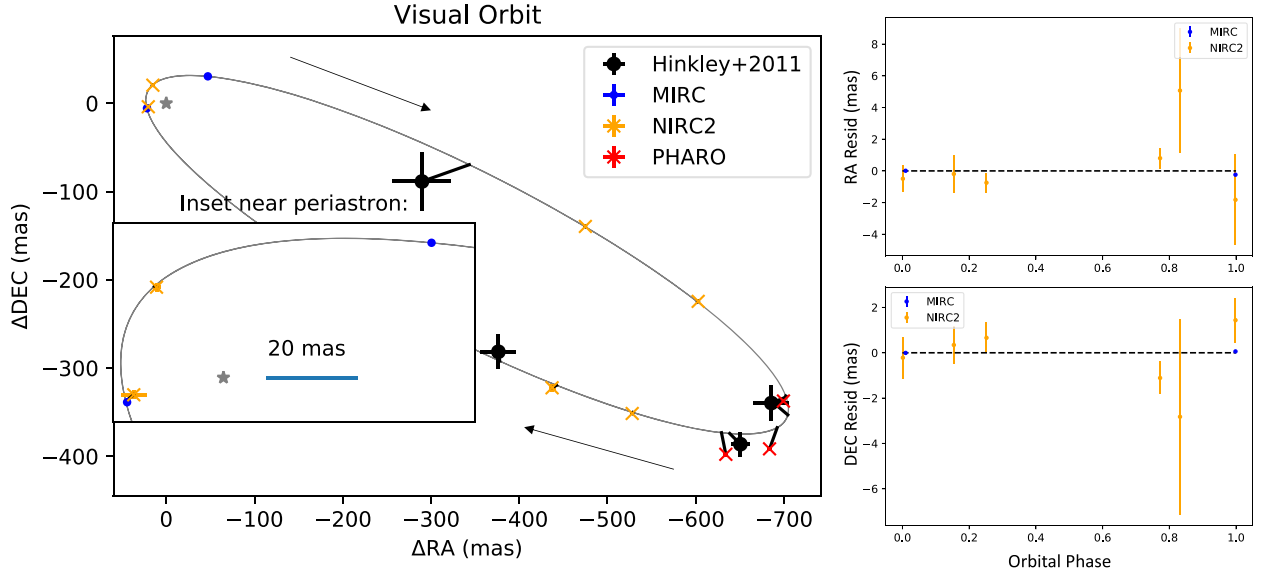 Visual Orbit
Hinkley+2011
MIRC
NIRC2
PHARO
0
−100
−200
−300
−400
ΔDEC (mas)
Inset near periastron:
20 mas
0 −100 −200 −300 −400 −500 −600 −700
ΔRA (mas)
MIRC
NIRC2
8
6
4
2
0
−2
−4
RA Resid (mas)
0.0 0.2 0.4 0.6 0.8 1.0
MIRC
NIRC2
2
0
−2
−4
−6
DEC Resid (mas)
0.0 0.2 0.4 0.6 0.8 1.0
Orbital Phase